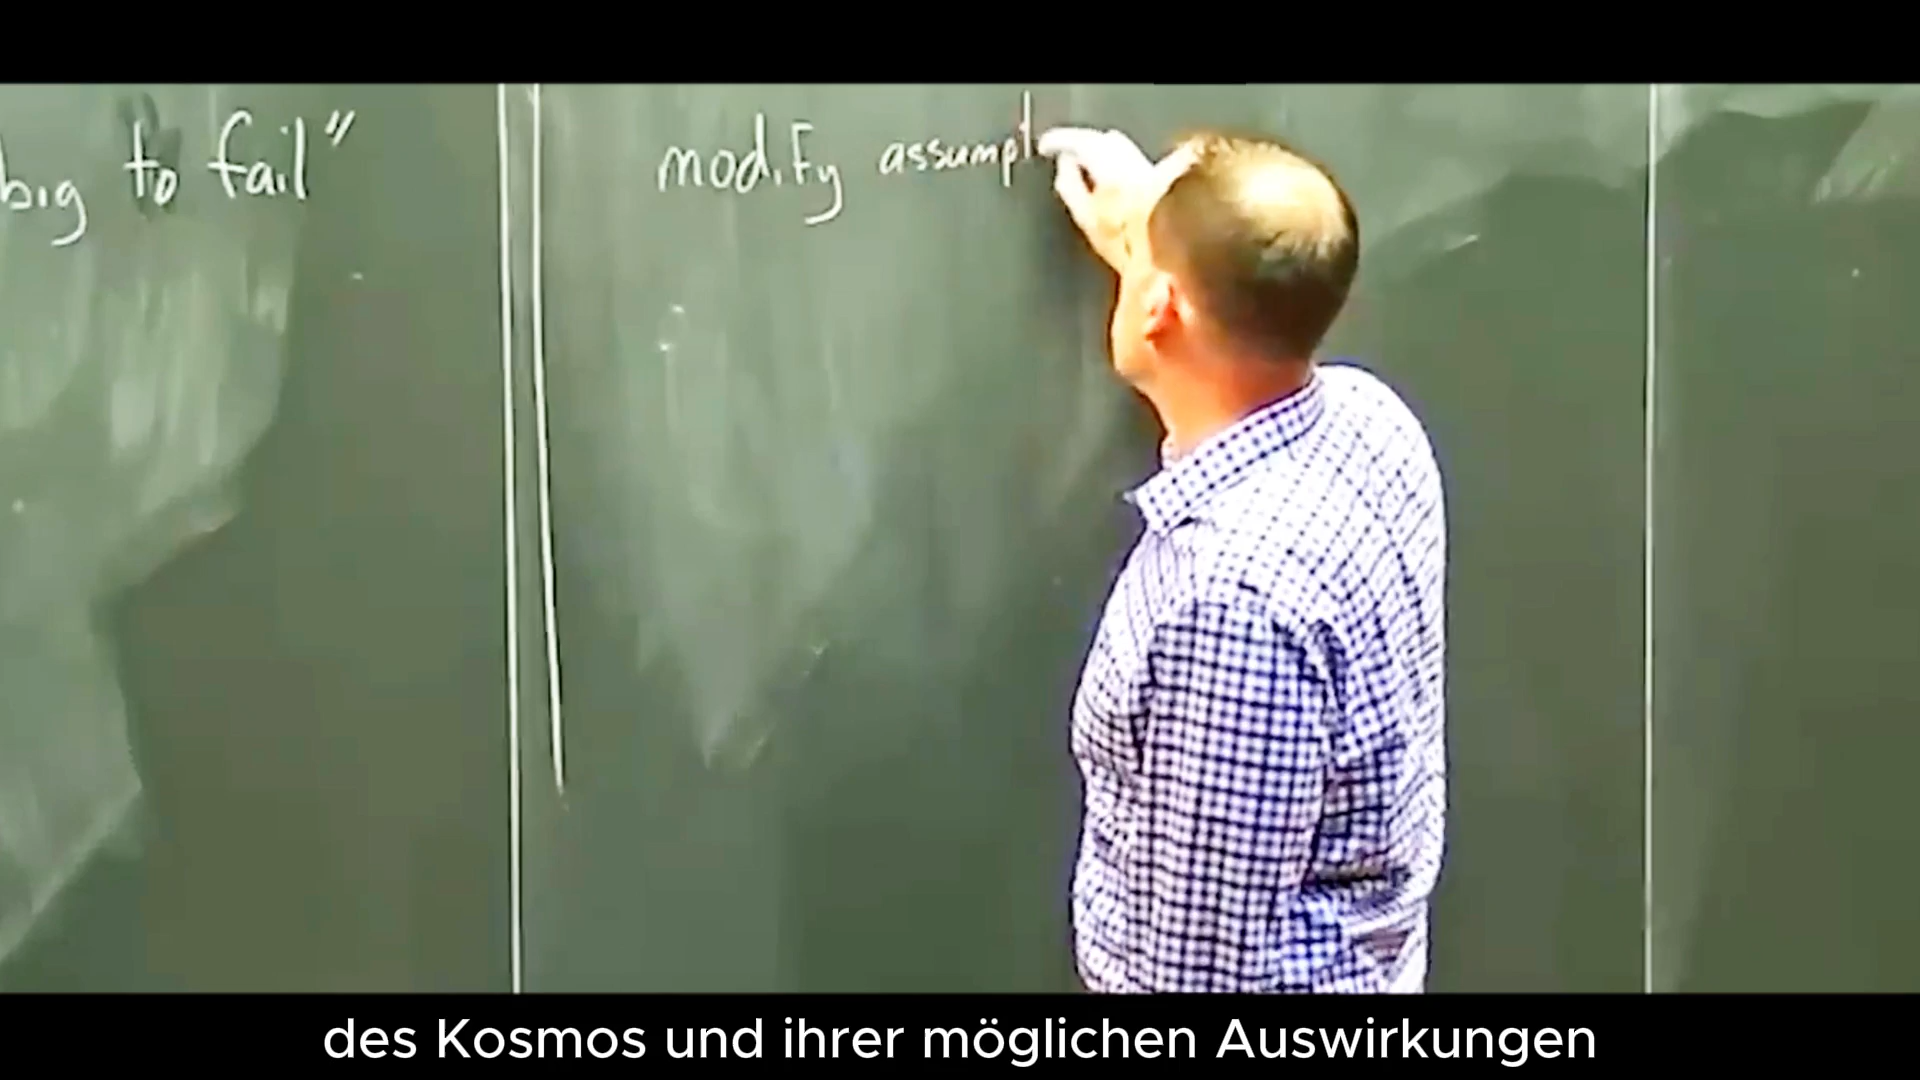 big to fail"
modify assumpt
des Kosmos und ihrer möglichen Auswirkungen